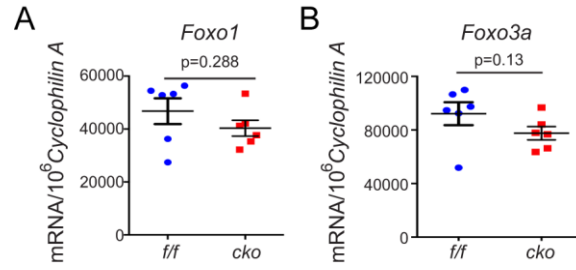 A
Foxo1
p=0.288
mRNA/10⁶Cyclophilin A
60000
40000
20000
0
f/f cko
B
Foxo3a
p=0.13
mRNA/10⁶Cyclophilin A
120000
80000
40000
0
f/f cko